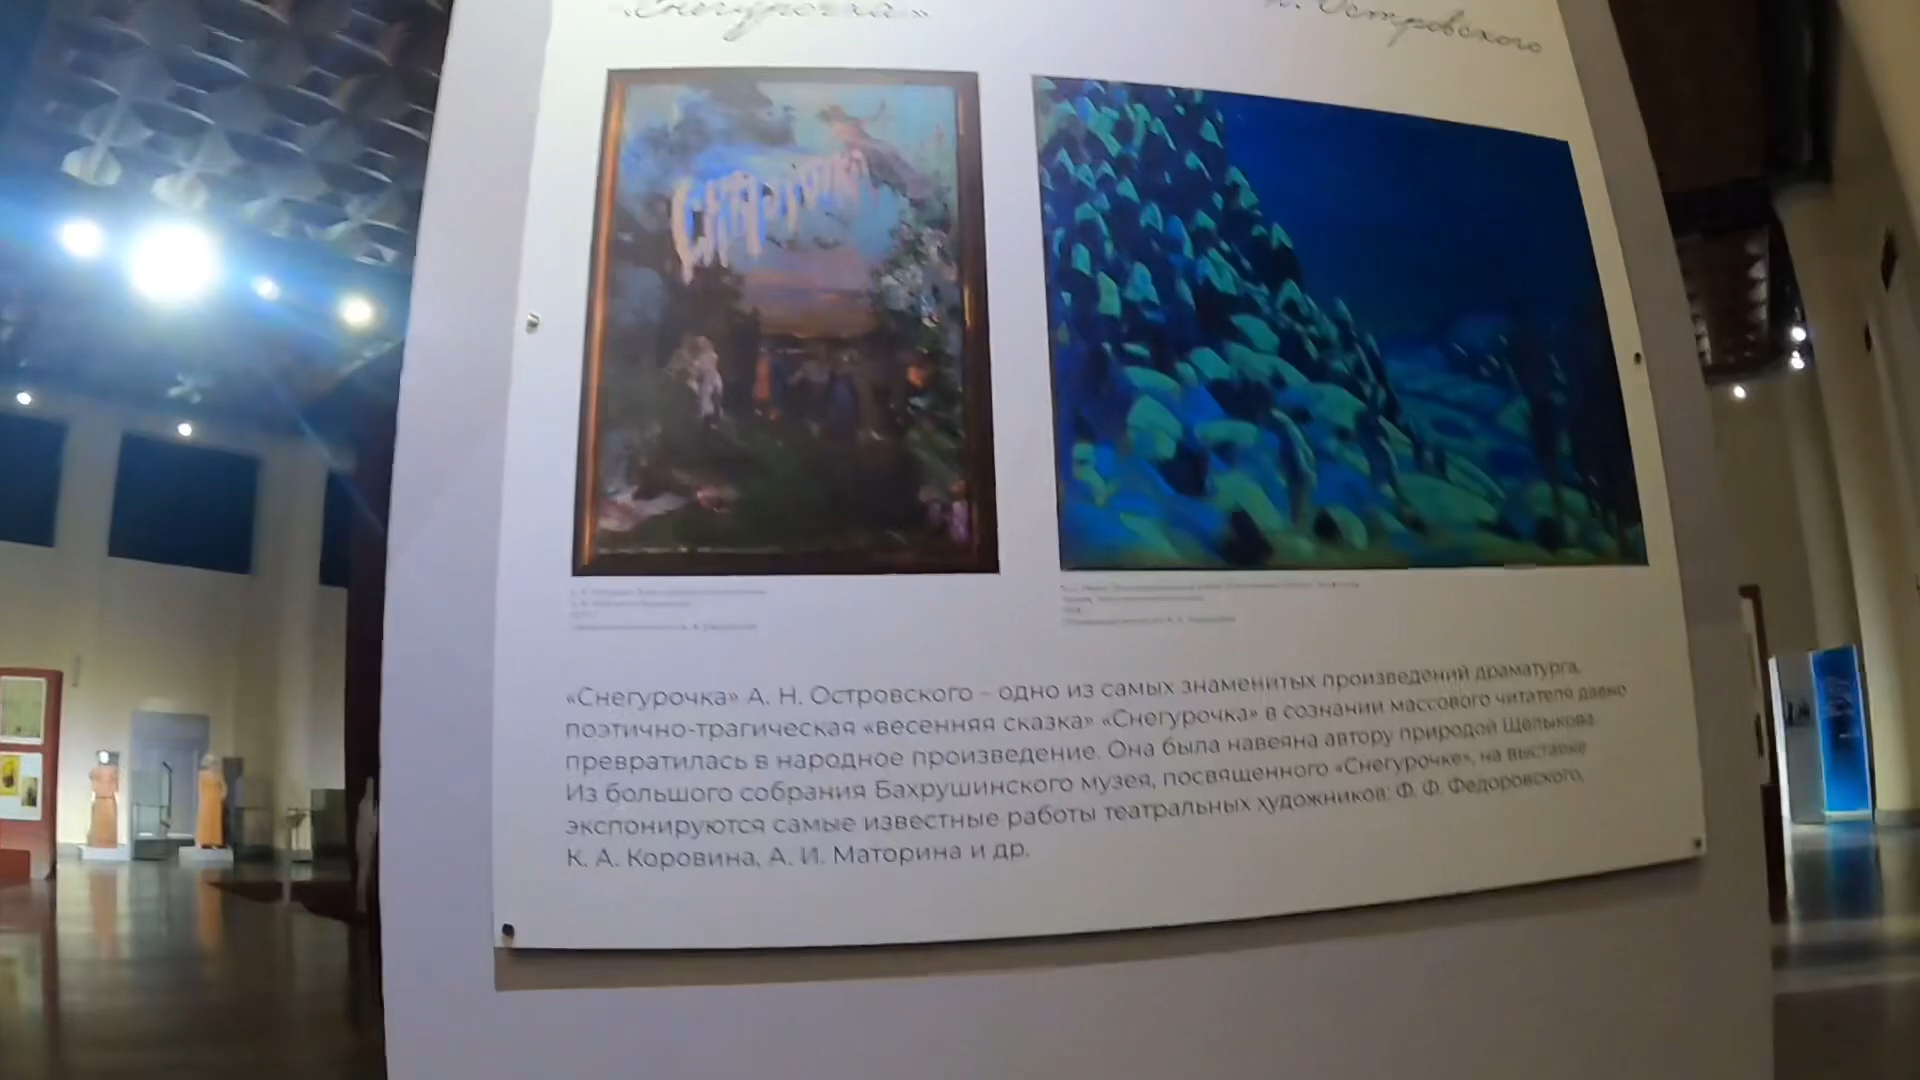 «Снегурочка»
Островского
«Снегурочка» А. Н. Островского – одно из самых знаменитых произведений драматурга,
поэтично-трагическая «весенняя сказка» «Снегурочка» в сознании массового читателя давно
превратилась в народное произведение. Она была навеяна автору природой Щелыкова.
Из большого собрания Бахрушинского музея, посвященного «Снегурочке», на выставке
экспонируются самые известные работы театральных художников: Ф. Ф. Федоровского,
К. А. Коровина, А. И. Маторина и др.